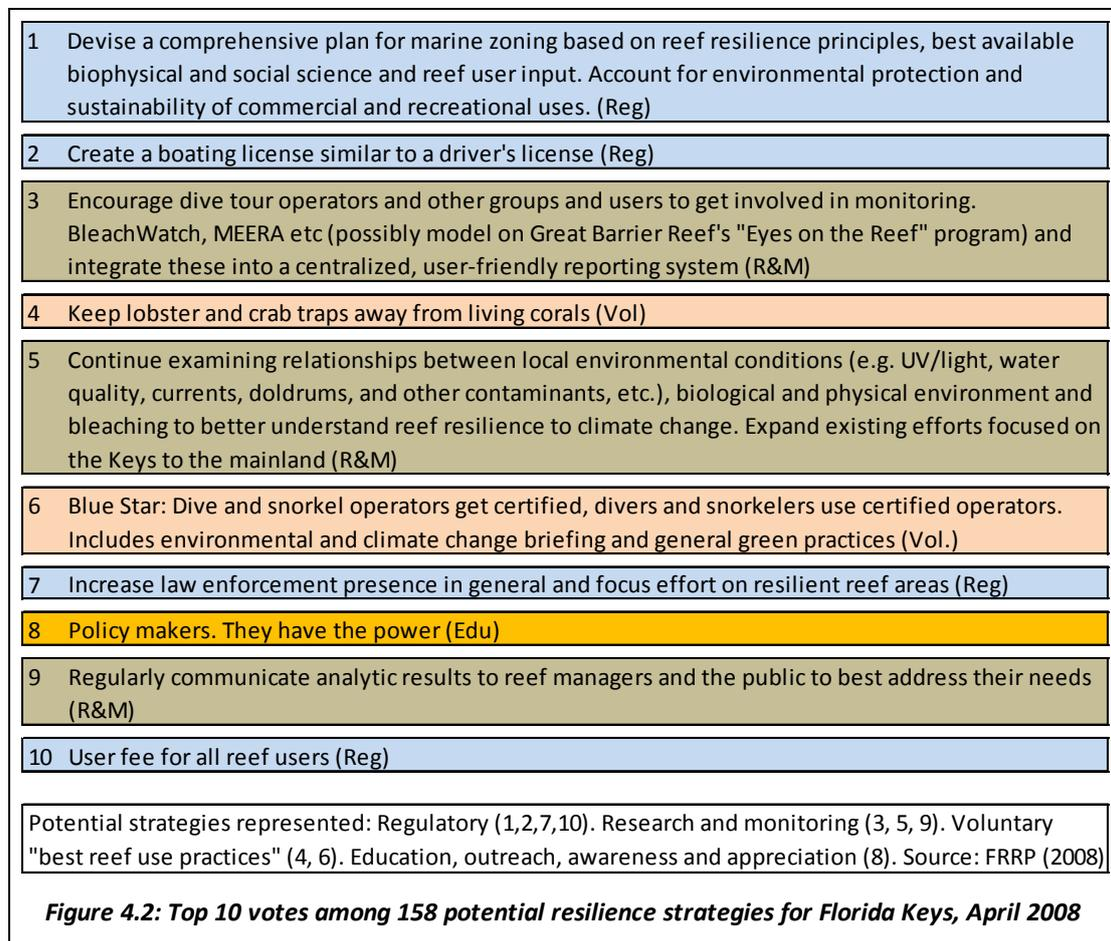 1 Devise a comprehensive plan for marine zoning based on reef resilience principles, best available
biophysical and social science and reef user input. Account for environmental protection and
sustainability of commercial and recreational uses. (Reg)
2 Create a boating license similar to a driver's license (Reg)
3 Encourage dive tour operators and other groups and users to get involved in monitoring.
BleachWatch, MEERA etc (possibly model on Great Barrier Reef's "Eyes on the Reef" program) and
integrate these into a centralized, user-friendly reporting system (R&M)
4 Keep lobster and crab traps away from living corals (Vol)
5 Continue examining relationships between local environmental conditions (e.g. UV/light, water
quality, currents, doldrums, and other contaminants, etc.), biological and physical environment and
bleaching to better understand reef resilience to climate change. Expand existing efforts focused on
the Keys to the mainland (R&M)
6 Blue Star: Dive and snorkel operators get certified, divers and snorkelers use certified operators.
Includes environmental and climate change briefing and general green practices (Vol.)
7 Increase law enforcement presence in general and focus effort on resilient reef areas (Reg)
8 Policy makers. They have the power (Edu)
9 Regularly communicate analytic results to reef managers and the public to best address their needs
(R&M)
10 User fee for all reef users (Reg)
Potential strategies represented: Regulatory (1,2,7,10). Research and monitoring (3, 5, 9). Voluntary
"best reef use practices" (4, 6). Education, outreach, awareness and appreciation (8). Source: FRRP (2008)
Figure 4.2: Top 10 votes among 158 potential resilience strategies for Florida Keys, April 2008